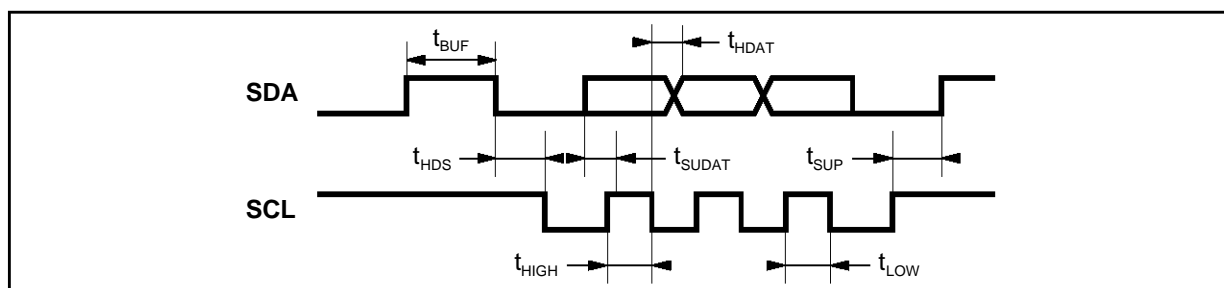 tBUF
tHDAT
SDA
tHDS
tSUDAT
tSUP
SCL
tHIGH
tLOW